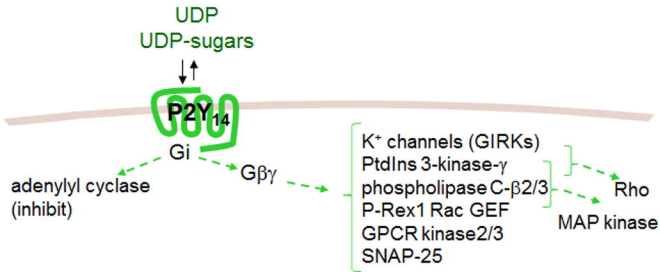 UDP
UDP-sugars
P2Y14
Gi
Gβγ
adenylyl cyclase
(inhibit)
K+ channels (GIRKs)
PtdIns 3-kinase-γ
phospholipase C-β2/3
P-Rex1 Rac GEF
GPCR kinase2/3
SNAP-25
Rho
MAP kinase